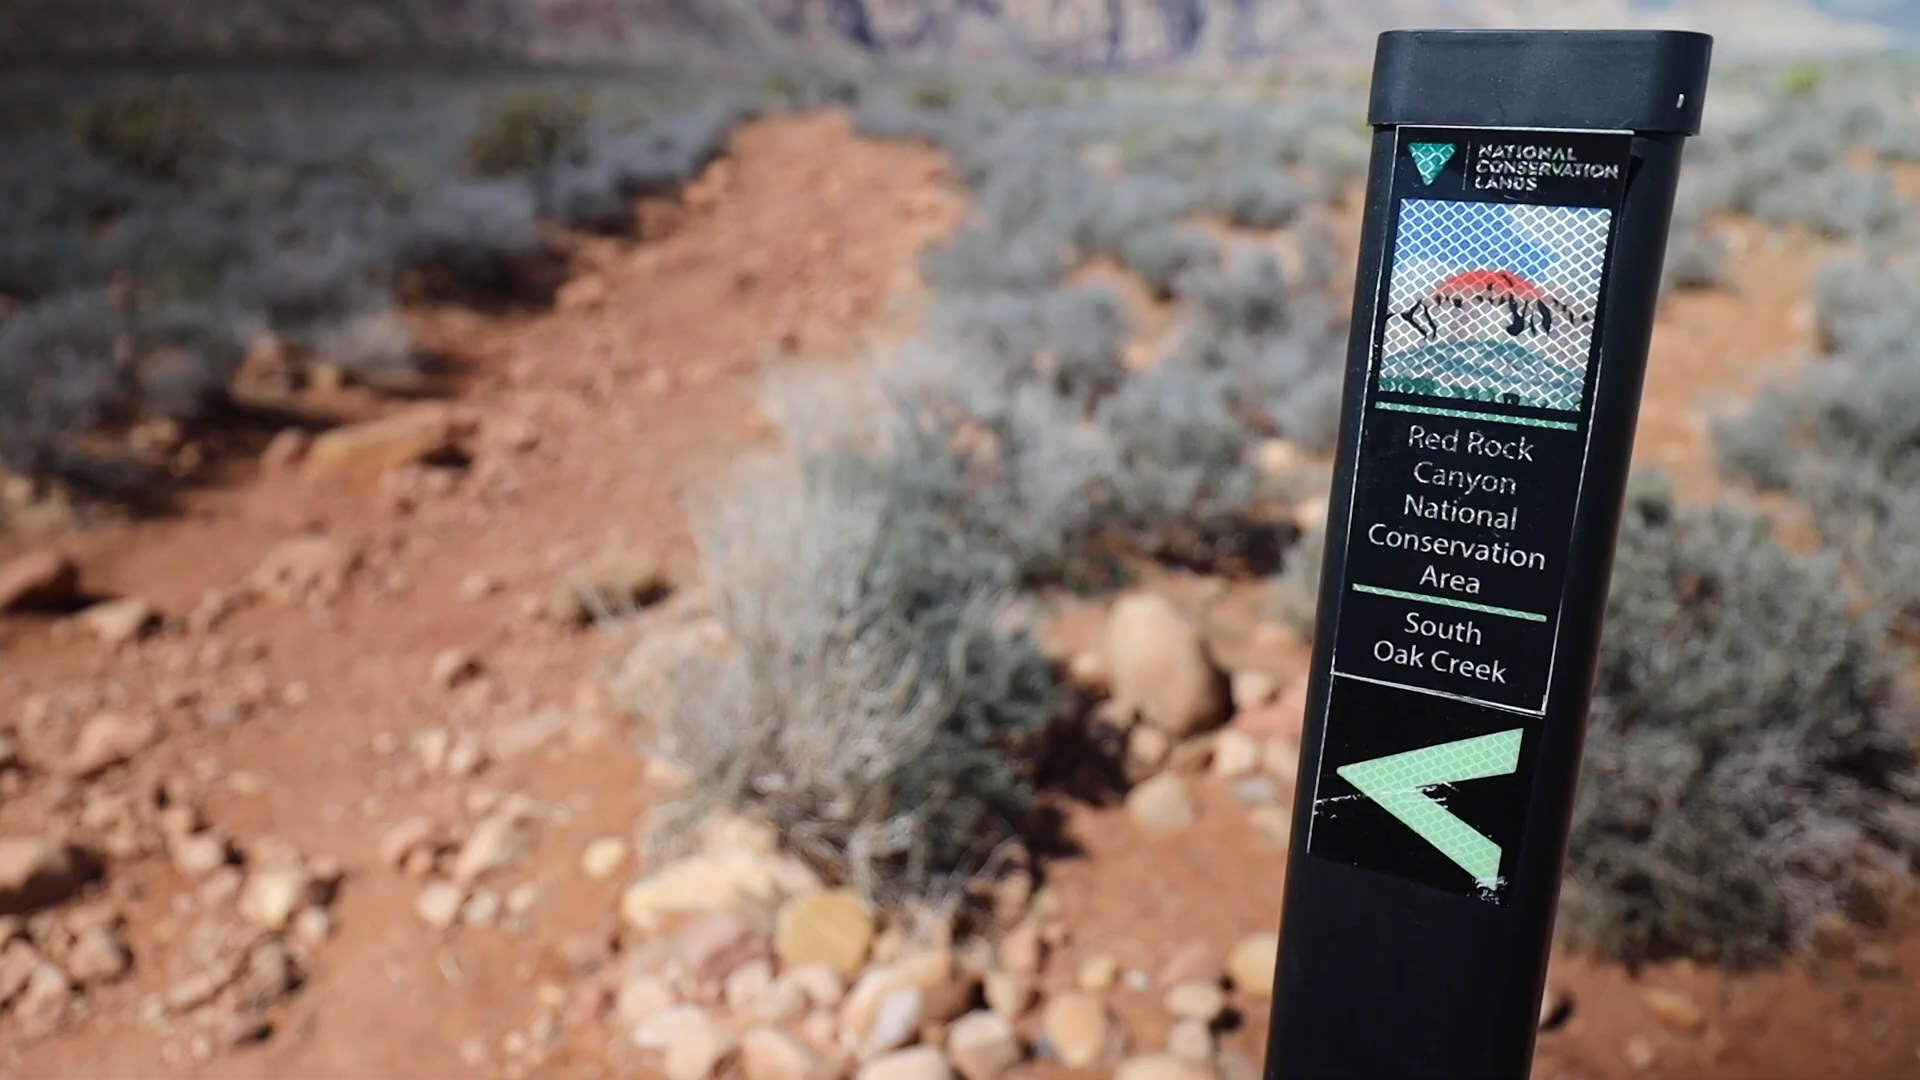 NATIONAL
CONSERVATION
LANDS
Red Rock
Canyon
National
Conservation
Area
South
Oak Creek